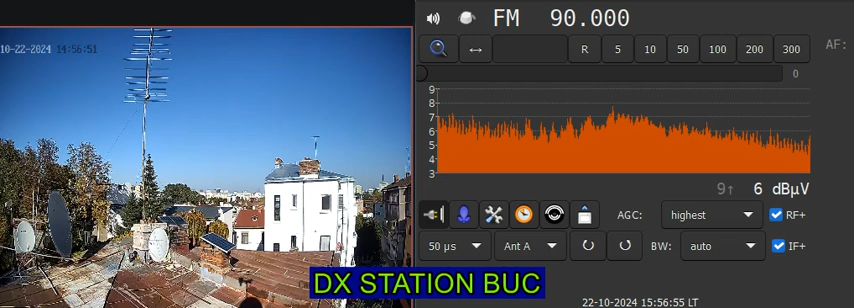 10-22-2024 14:56:51
FM 90.000
AF:
R 5 10 50 100 200 300
0
9
8
7
6
5
4
3
9↑ 6 dBµV
AGC: highest RF+
50 µs Ant A BW: auto IF+
DX STATION BUC
22-10-2024 15:56:55 LT